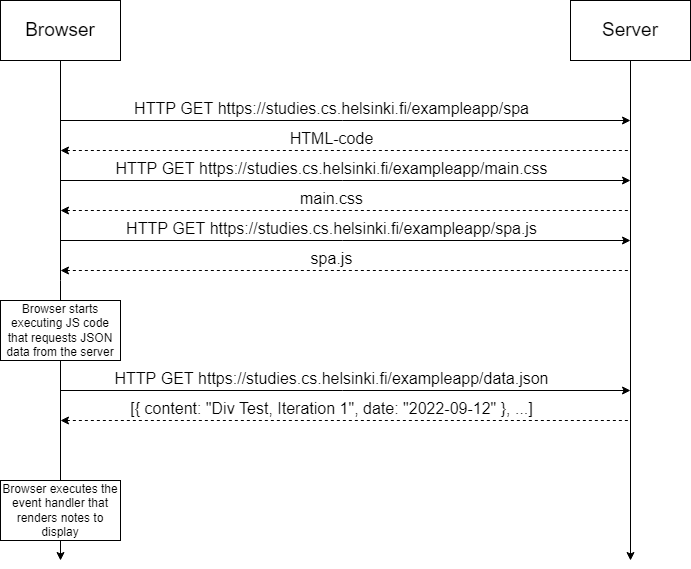 Browser
Server
HTTP GET https://studies.cs.helsinki.fi/exampleapp/spa
HTML-code
HTTP GET https://studies.cs.helsinki.fi/exampleapp/main.css
main.css
HTTP GET https://studies.cs.helsinki.fi/exampleapp/spa.js
spa.js
Browser starts
executing JS code
that requests JSON
data from the server
HTTP GET https://studies.cs.helsinki.fi/exampleapp/data.json
[{ content: "Div Test, Iteration 1", date: "2022-09-12" }, ...]
Browser executes the
event handler that
renders notes to
display